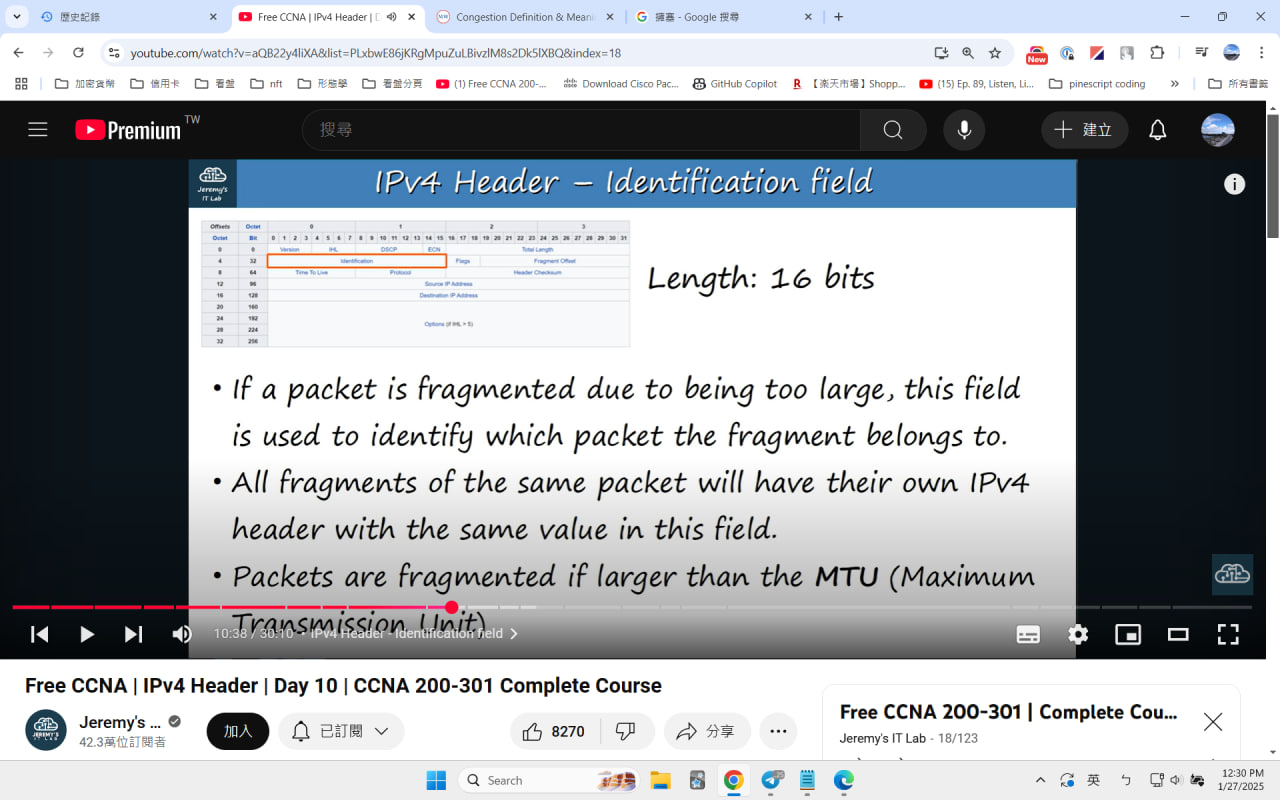 歷史記錄
Free CCNA | IPv4 Header | D
Congestion Definition & Meani
擁塞 - Google 搜尋
youtube.com/watch?v=aQB22y4liXA&list=PLxbwE86jKRgMpuZuLBivzlM8s2Dk5lXBQ&index=18
New
加密貨幣
信用卡
看盤
nft
形態學
看盤分頁
(1) Free CCNA 200-...
Download Cisco Pac...
GitHub Copilot
【楽天市場】Shopp...
(15) Ep. 89, Listen, Li...
pinescript coding
所有書籤
Premium TW
搜尋
建立
Jeremy's
IT Lab
IPv4 Header – Identification field
Offsets Octet 0 1 2 3
Octet Bit 0 1 2 3 4 5 6 7 8 9 10 11 12 13 14 15 16 17 18 19 20 21 22 23 24 25 26 27 28 29 30 31
0 0 Version IHL DSCP ECN Total Length
4 32 Identification Flags Fragment Offset
8 64 Time To Live Protocol Header Checksum
12 96 Source IP Address
16 128 Destination IP Address
20 160
24 192 Options (if IHL > 5)
28 224
32 256
Length: 16 bits
• If a packet is fragmented due to being too large, this field
is used to identify which packet the fragment belongs to.
• All fragments of the same packet will have their own IPv4
header with the same value in this field.
• Packets are fragmented if larger than the MTU (Maximum
Transmission Unit)
10:38 / 30:10 • IPv4 Header - Identification field
Free CCNA | IPv4 Header | Day 10 | CCNA 200-301 Complete Course
JEREMY'S
IT LAB
Jeremy's ...
42.3萬位訂閱者
加入
已訂閱
8270
分享
Free CCNA 200-301 | Complete Cou...
Jeremy's IT Lab - 18/123
Search
英
ㄅ
12:30 PM
1/27/2025